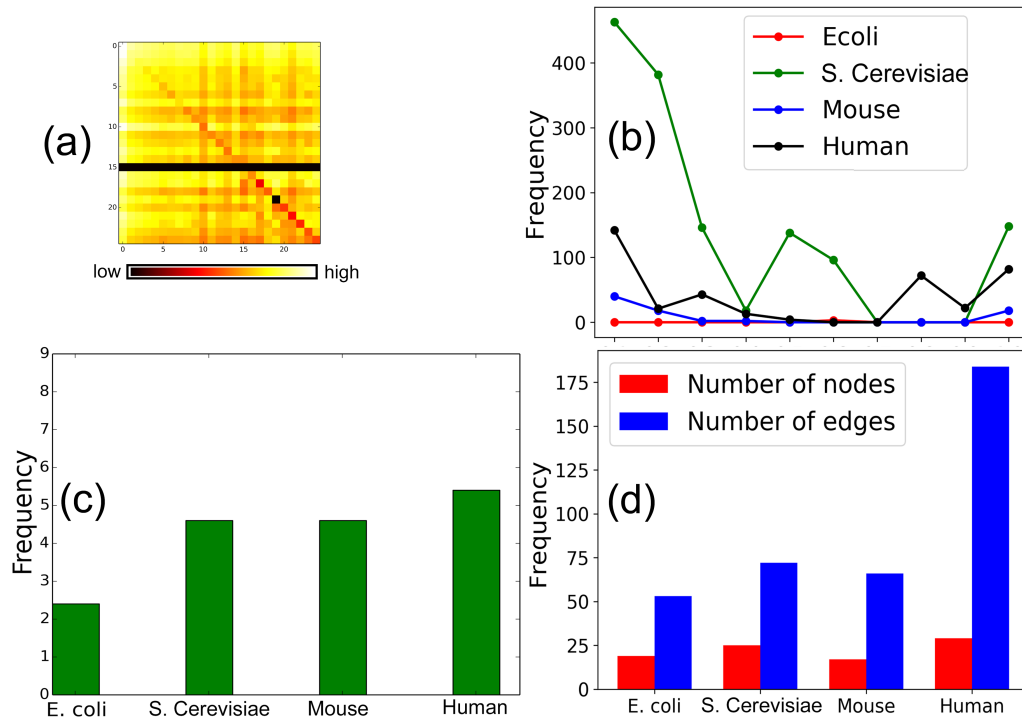 (a)
0
5
10
15
20
0
5
10
15
20
low
high
(b)
Frequency
400
300
200
100
0
Ecoli
S. Cerevisiae
Mouse
Human
(c)
Frequency
9
8
7
6
5
4
3
2
1
0
E. coli
S. Cerevisiae
Mouse
Human
(d)
Frequency
175
150
125
100
75
50
25
0
Number of nodes
Number of edges
E. coli
S. Cerevisiae
Mouse
Human